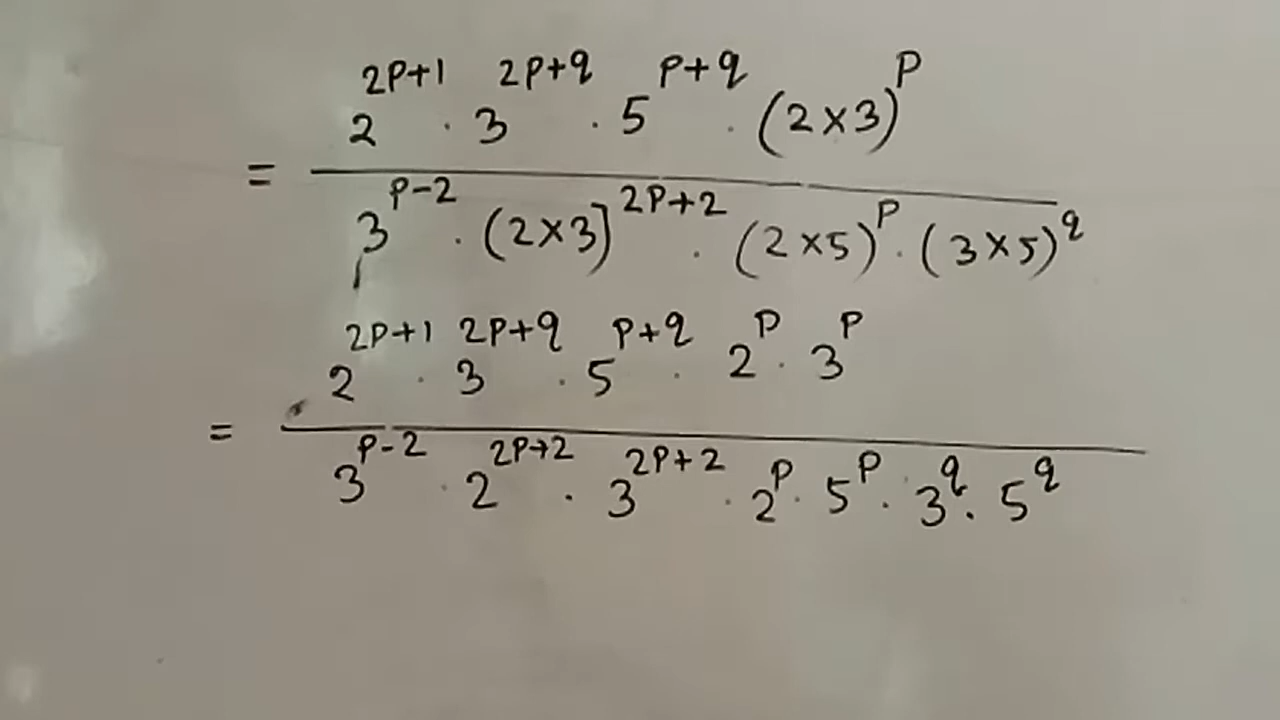 = 2^{2P+1} · 3^{2P+q} · 5^{P+q} · (2×3)^P
3^{P-2} · (2×3]^{2P+2} · (2×5)^P · (3×5)^q
= 2^{2P+1} · 3^{2P+q} · 5^{P+q} · 2^P · 3^P
3^{P-2} · 2^{2P+2} · 3^{2P+2} · 2^P · 5^P · 3^q · 5^q